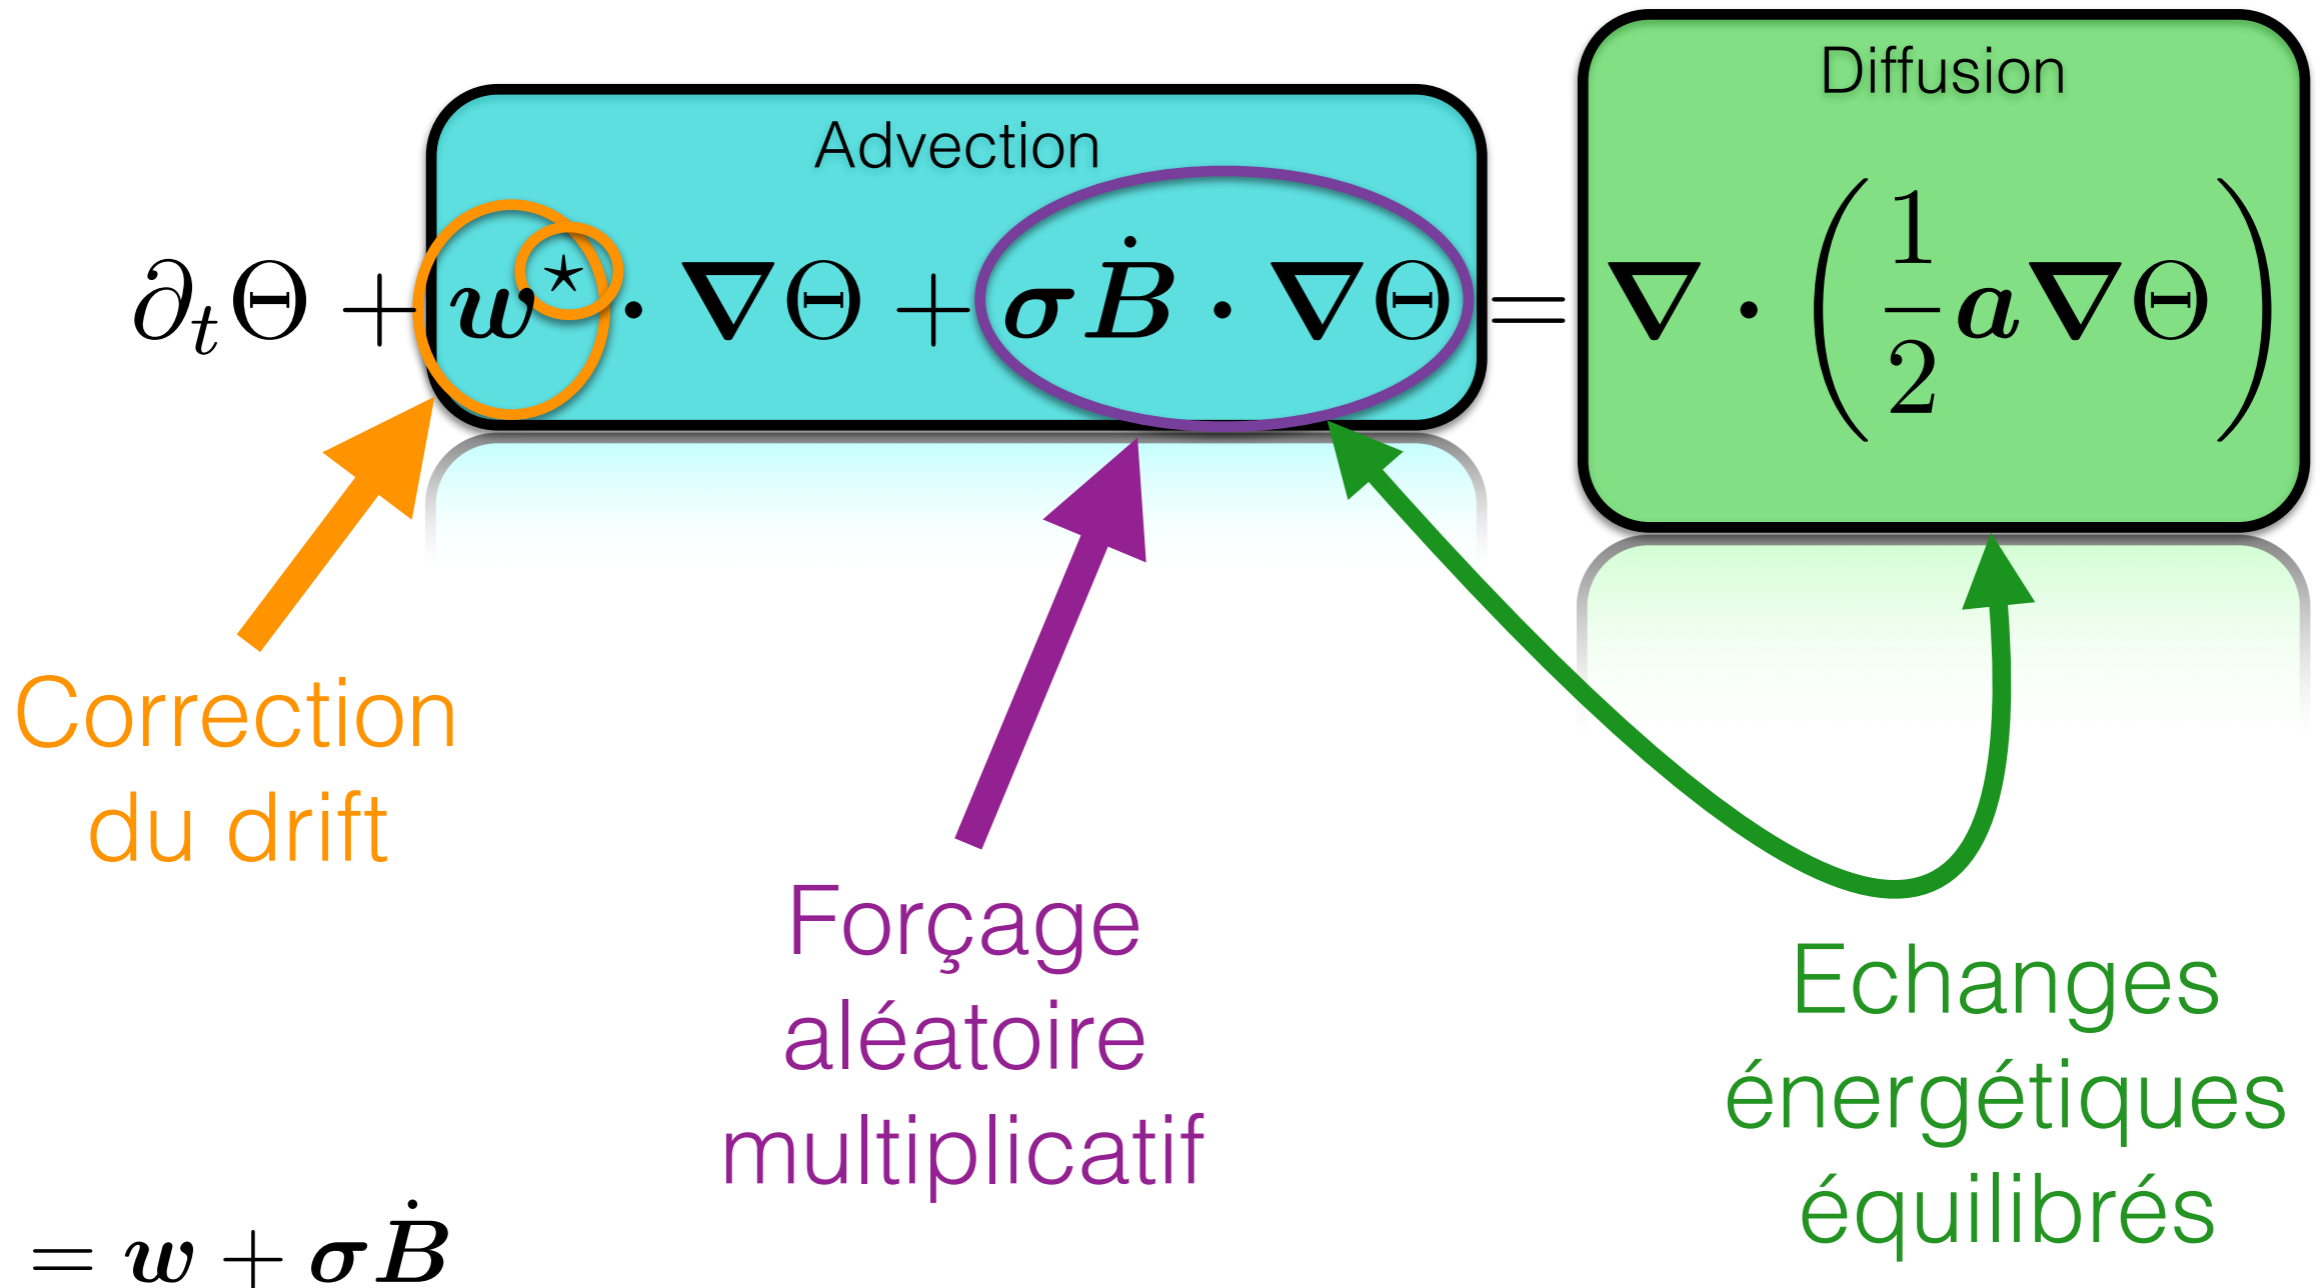 Diffusion
Advection
∂ₜΘ + w⋆ · ∇Θ + σḂ · ∇Θ = ∇ · (1/2 a∇Θ)
Correction
du drift
Forçage
aléatoire
multiplicatif
Echanges
énergétiques
équilibrés
= w + σḂ